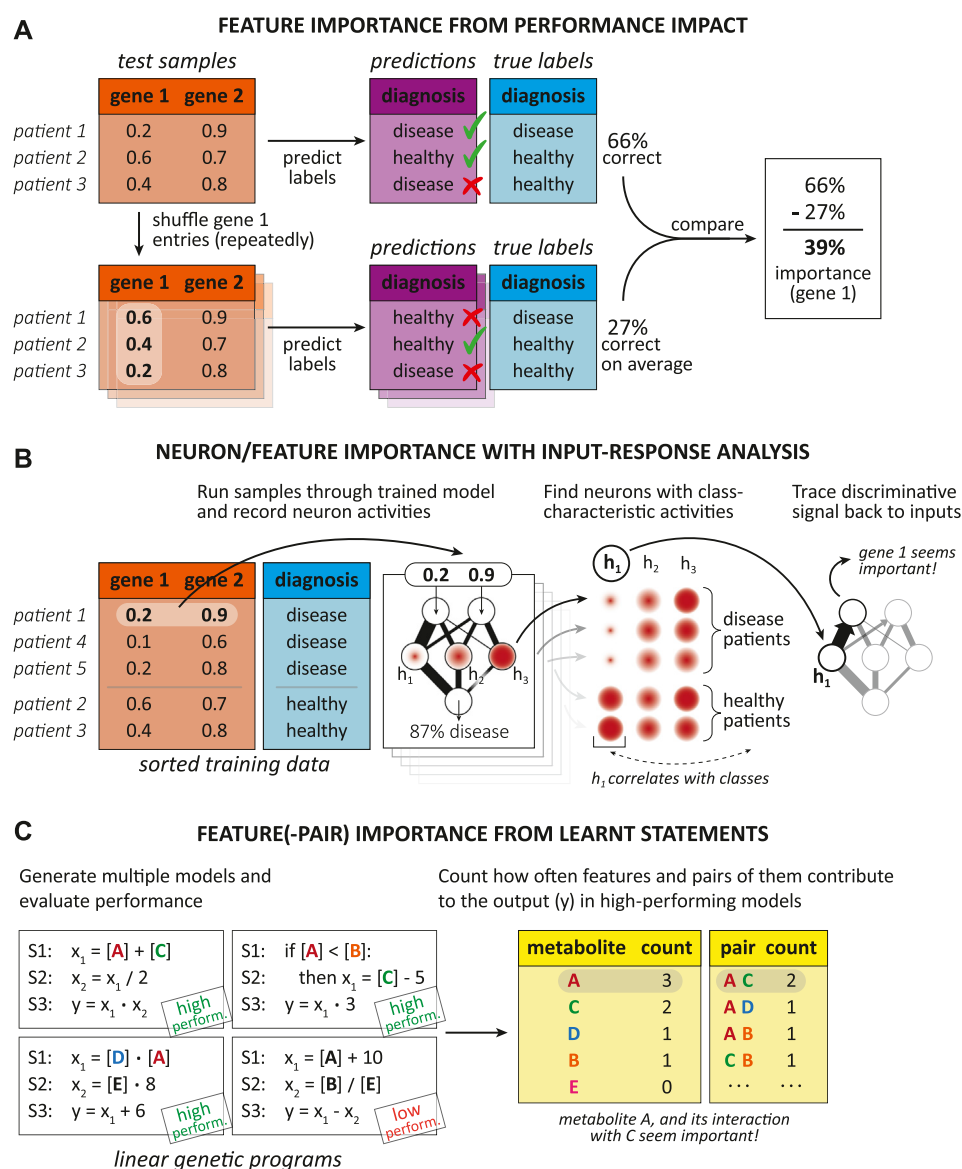 A
FEATURE IMPORTANCE FROM PERFORMANCE IMPACT
test samples
gene 1 gene 2
patient 1 0.2 0.9
patient 2 0.6 0.7
patient 3 0.4 0.8
predict
labels
predictions
diagnosis
disease
healthy
disease
true labels
diagnosis
disease
healthy
healthy
66%
correct
shuffle gene 1
entries (repeatedly)
gene 1 gene 2
patient 1 0.6 0.9
patient 2 0.4 0.7
patient 3 0.2 0.8
predict
labels
predictions
diagnosis
healthy
healthy
disease
true labels
diagnosis
disease
healthy
healthy
27%
correct
on average
compare
66%
- 27%
39%
importance
(gene 1)
B
NEURON/FEATURE IMPORTANCE WITH INPUT-RESPONSE ANALYSIS
Run samples through trained model
and record neuron activities
Find neurons with class-
characteristic activities
Trace discriminative
signal back to inputs
gene 1 gene 2 diagnosis
patient 1 0.2 0.9 disease
patient 4 0.1 0.6 disease
patient 5 0.2 0.8 disease
patient 2 0.6 0.7 healthy
patient 3 0.4 0.8 healthy
sorted training data
0.2 0.9
h₁ h₂ h₃
87% disease
h₁ h₂ h₃
disease
patients
healthy
patients
h₁ correlates with classes
gene 1 seems
important!
h₁
C
FEATURE(-PAIR) IMPORTANCE FROM LEARNT STATEMENTS
Generate multiple models and
evaluate performance
S1: x₁ = [A] + [C]
S2: x₂ = x₁ / 2
S3: y = x₁ · x₂
high
perform.
S1: if [A] < [B]:
S2: then x₁ = [C] - 5
S3: y = x₁ · 3
high
perform.
S1: x₁ = [D] · [A]
S2: x₂ = [E] · 8
S3: y = x₁ + 6
high
perform.
S1: x₁ = [A] + 10
S2: x₂ = [B] / [E]
S3: y = x₁ - x₂
low
perform.
linear genetic programs
Count how often features and pairs of them contribute
to the output (y) in high-performing models
metabolite count
A 3
C 2
D 1
B 1
E 0
pair count
A C 2
A D 1
A B 1
C B 1
... ...
metabolite A, and its interaction
with C seem important!